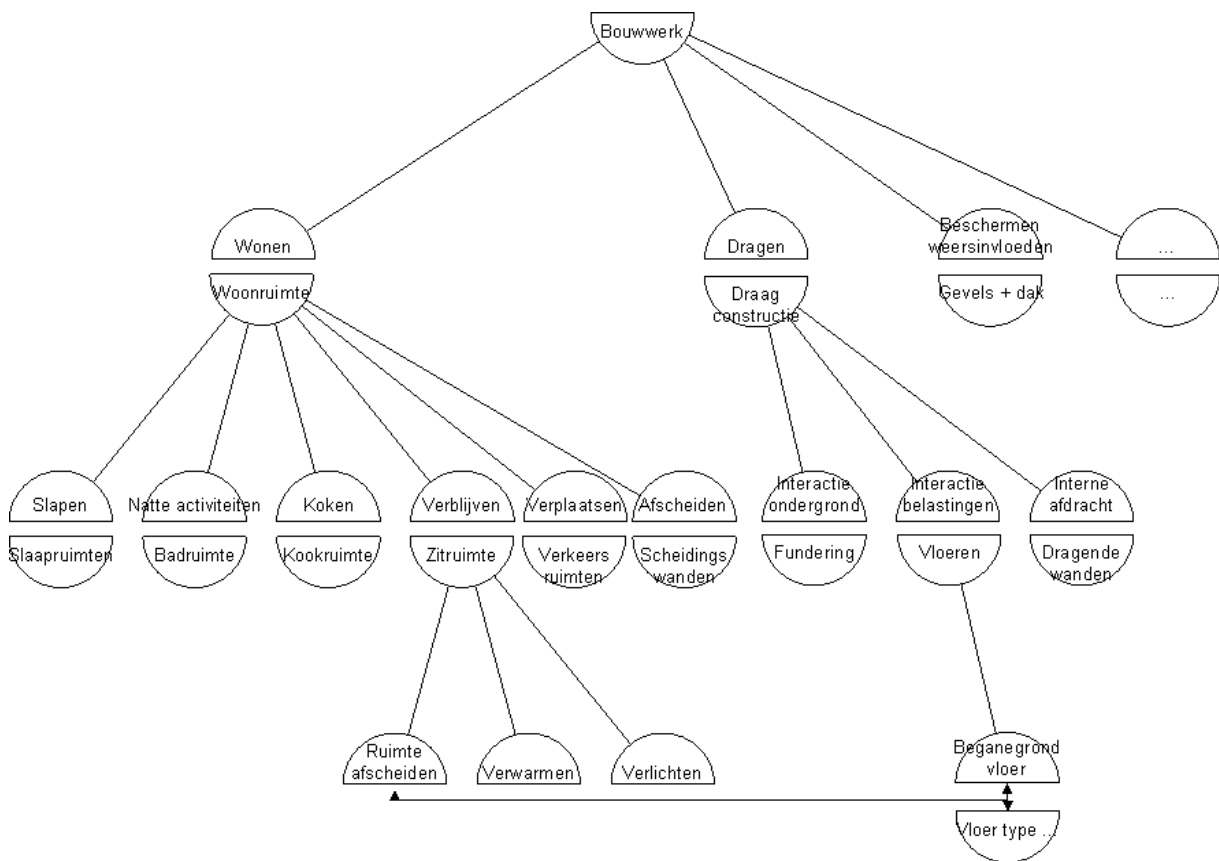 Bouwwerk
Wonen
Dragen
Beschermen
weersinvloeden
...
Woonruimte
Draag
constructie
Gevels + dak
...
Slapen
Natte activiteiten
Koken
Verblijven
Verplaatsen
Afscheiden
Interactie
ondergrond
Interactie
belastingen
Interne
afdracht
Slaapruimten
Badruimte
Kookruimte
Zitruimte
Verkeers
ruimten
Scheidings
wanden
Fundering
Vloeren
Dragende
wanden
Ruimte
afscheiden
Verwarmen
Verlichten
Beganegrond
vloer
Vloer type ...